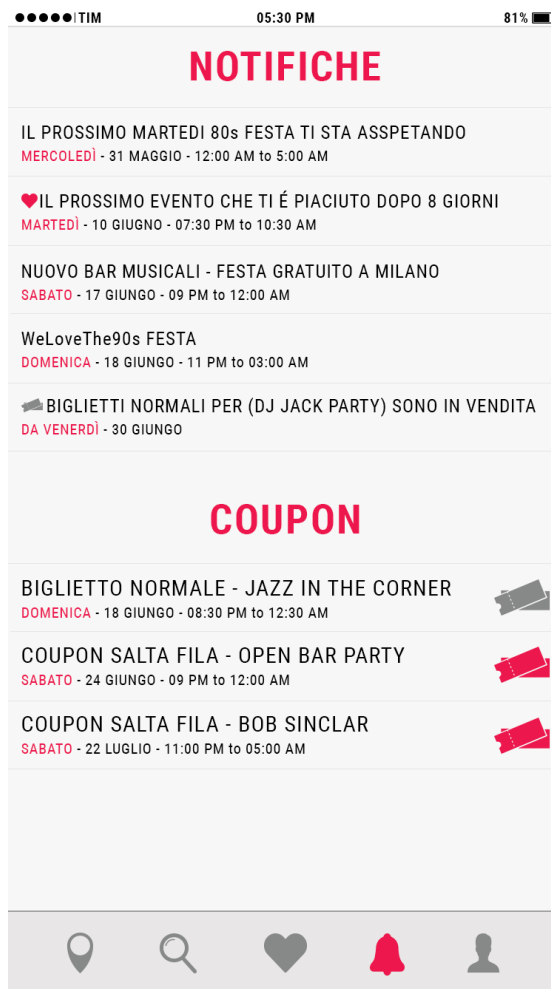 TIM 05:30 PM 81%
NOTIFICHE
IL PROSSIMO MARTEDI 80s FESTA TI STA ASSPETANDO
MERCOLEDÌ - 31 MAGGIO - 12:00 AM to 5:00 AM
IL PROSSIMO EVENTO CHE TI É PIACIUTO DOPO 8 GIORNI
MARTEDÌ - 10 GIUGNO - 07:30 PM to 10:30 AM
NUOVO BAR MUSICALI - FESTA GRATUITO A MILANO
SABATO - 17 GIUNGO - 09 PM to 12:00 AM
WeLoveThe90s FESTA
DOMENICA - 18 GIUNGO - 11 PM to 03:00 AM
BIGLIETTI NORMALI PER (DJ JACK PARTY) SONO IN VENDITA
DA VENERDÌ - 30 GIUNGO
COUPON
BIGLIETTO NORMALE - JAZZ IN THE CORNER
DOMENICA - 18 GIUNGO - 08:30 PM to 12:30 AM
COUPON SALTA FILA - OPEN BAR PARTY
SABATO - 24 GIUNGO - 09 PM to 12:00 AM
COUPON SALTA FILA - BOB SINCLAR
SABATO - 22 LUGLIO - 11:00 PM to 05:00 AM